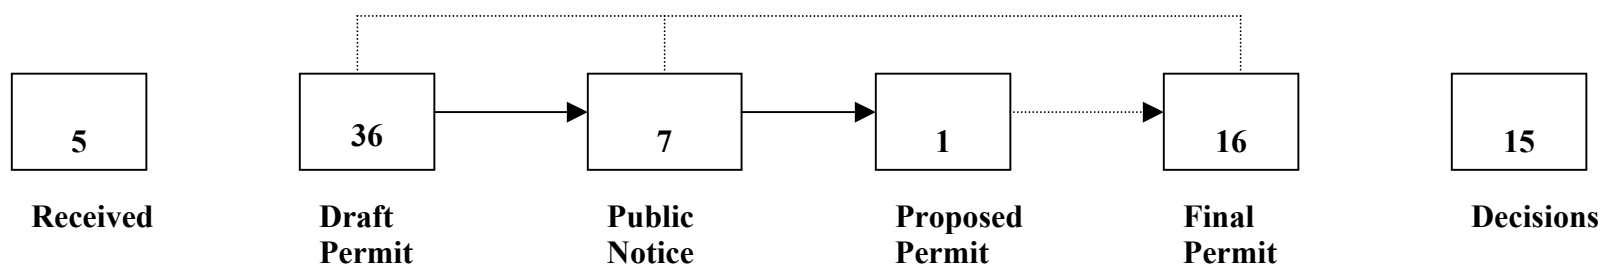 5 36 7 1 16 15
Received Draft Public Proposed Final Decisions
Permit Notice Permit Permit